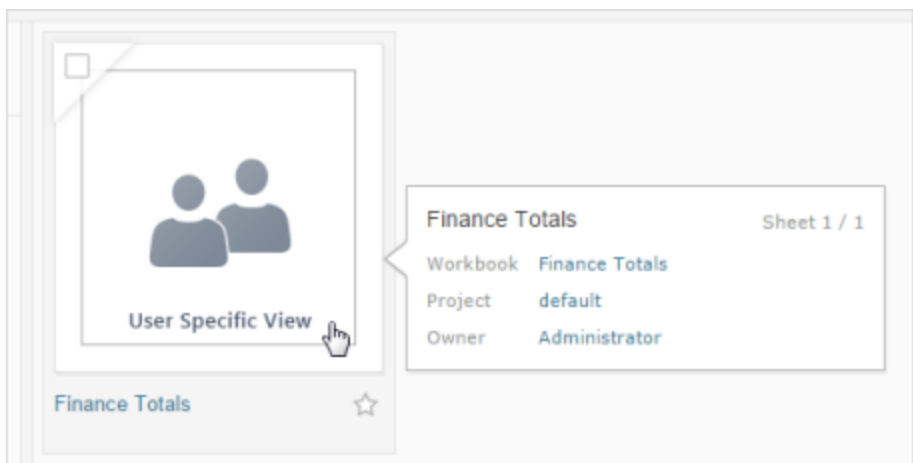 User Specific View
Finance Totals
Finance Totals Sheet 1 / 1
Workbook Finance Totals
Project default
Owner Administrator